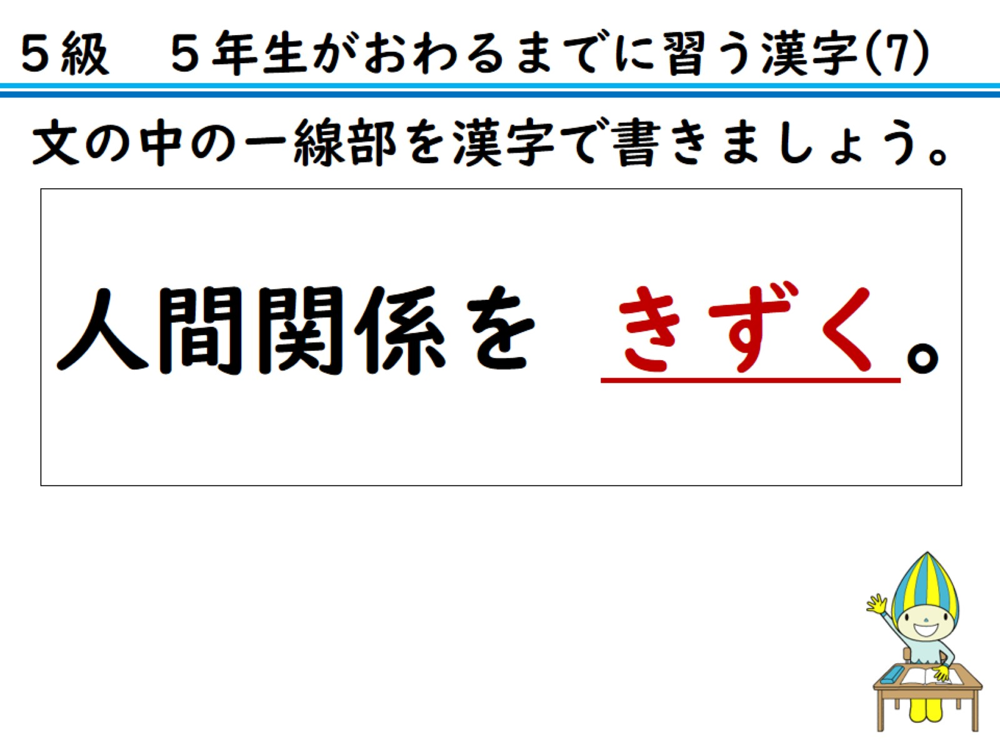 ５級　５年生がおわるまでに習う漢字(7)
文の中の一線部を漢字で書きましょう。
人間関係を　きずく。